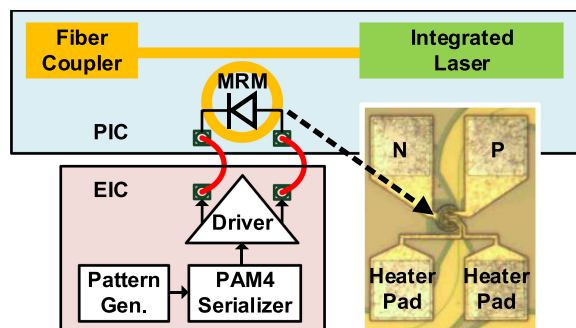 Fiber
Coupler
Integrated
Laser
MRM
PIC
N
P
EIC
Driver
Pattern
Gen.
PAM4
Serializer
Heater
Pad
Heater
Pad